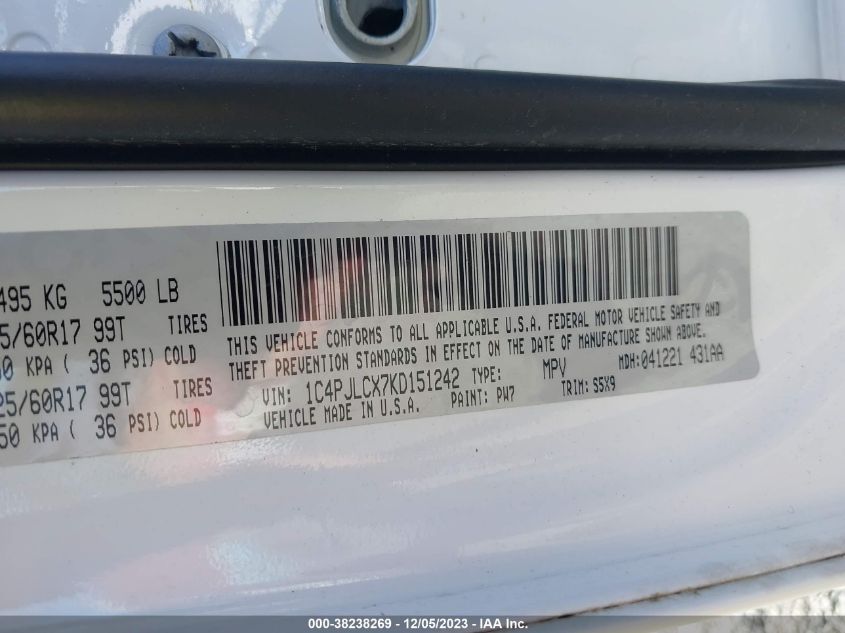 495 KG 5500 LB
5/60R17 99T TIRES
0 KPA ( 36 PSI) COLD
25/60R17 99T TIRES
50 KPA ( 36 PSI) COLD
THIS VEHICLE CONFORMS TO ALL APPLICABLE U.S.A. FEDERAL MOTOR VEHICLE SAFETY AND
THEFT PREVENTION STANDARDS IN EFFECT ON THE DATE OF MANUFACTURE SHOWN ABOVE.
VIN: 1C4PJLCX7KD151242 TYPE: MPV MDH:041221 431AA
VEHICLE MADE IN U.S.A. PAINT: PW7 TRIM: S5X9
000-38238269 - 12/05/2023 - IAA Inc.